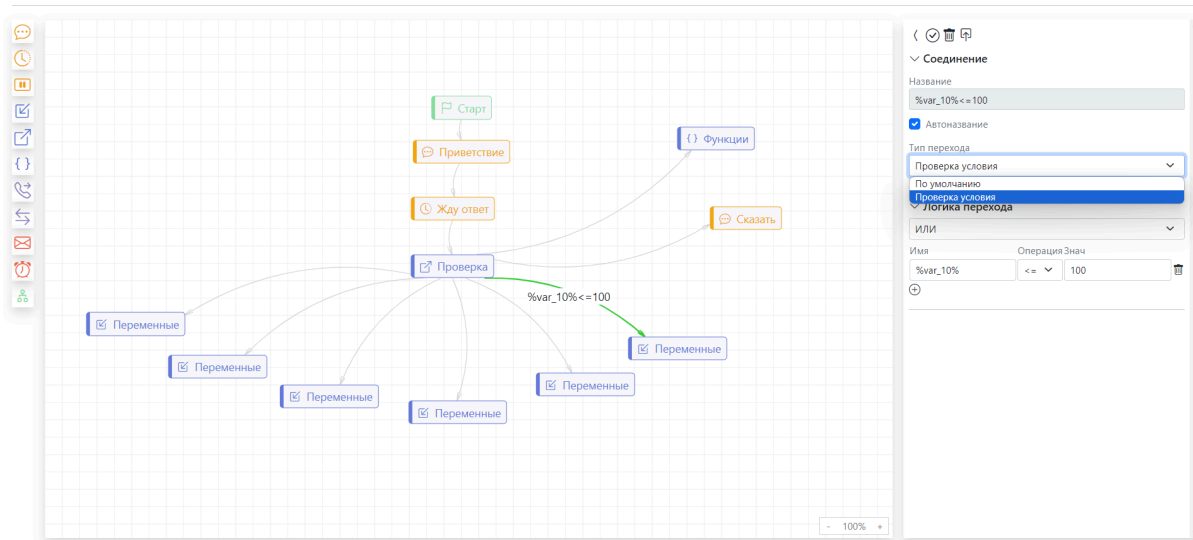 Старт
Приветствие
{ } Функции
Жду ответ
Сказать
Проверка
%var_10%<=100
Переменные
Переменные
Переменные
Переменные
Переменные
Переменные
- 100% +
Соединение
Название
%var_10%<=100
Автоназвание
Тип перехода
Проверка условия
По умолчанию
Проверка условия
Логика перехода
ИЛИ
Имя Операция Знач
%var_10% <= 100